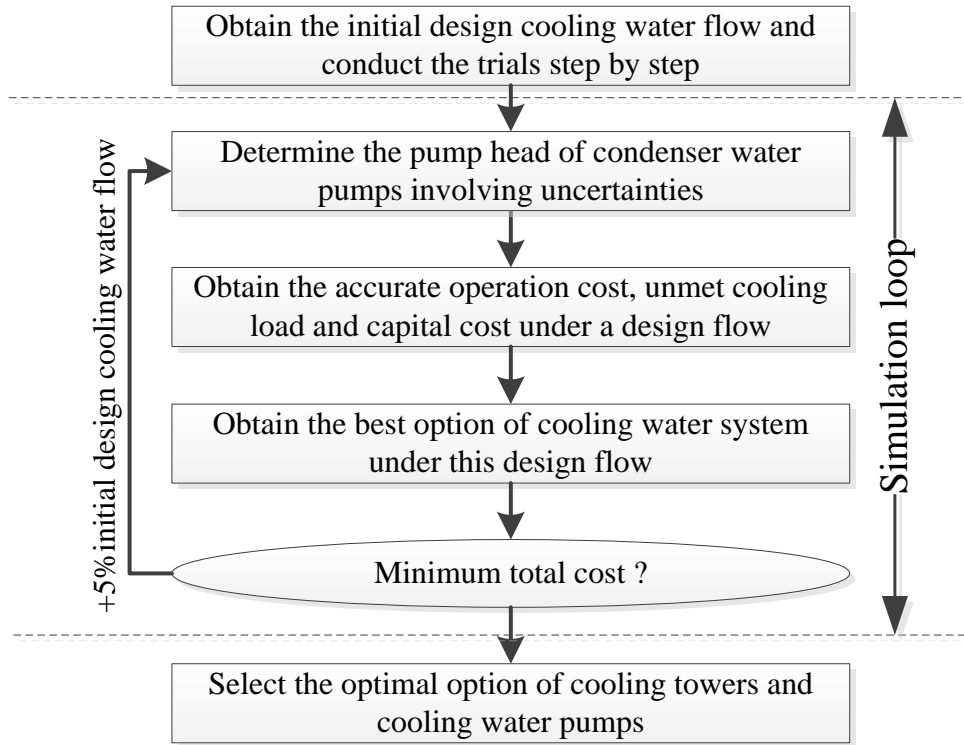 Obtain the initial design cooling water flow and
conduct the trials step by step
Determine the pump head of condenser water
pumps involving uncertainties
Obtain the accurate operation cost, unmet cooling
load and capital cost under a design flow
Obtain the best option of cooling water system
under this design flow
Minimum total cost ?
+5%initial design cooling water flow
Simulation loop
Select the optimal option of cooling towers and
cooling water pumps